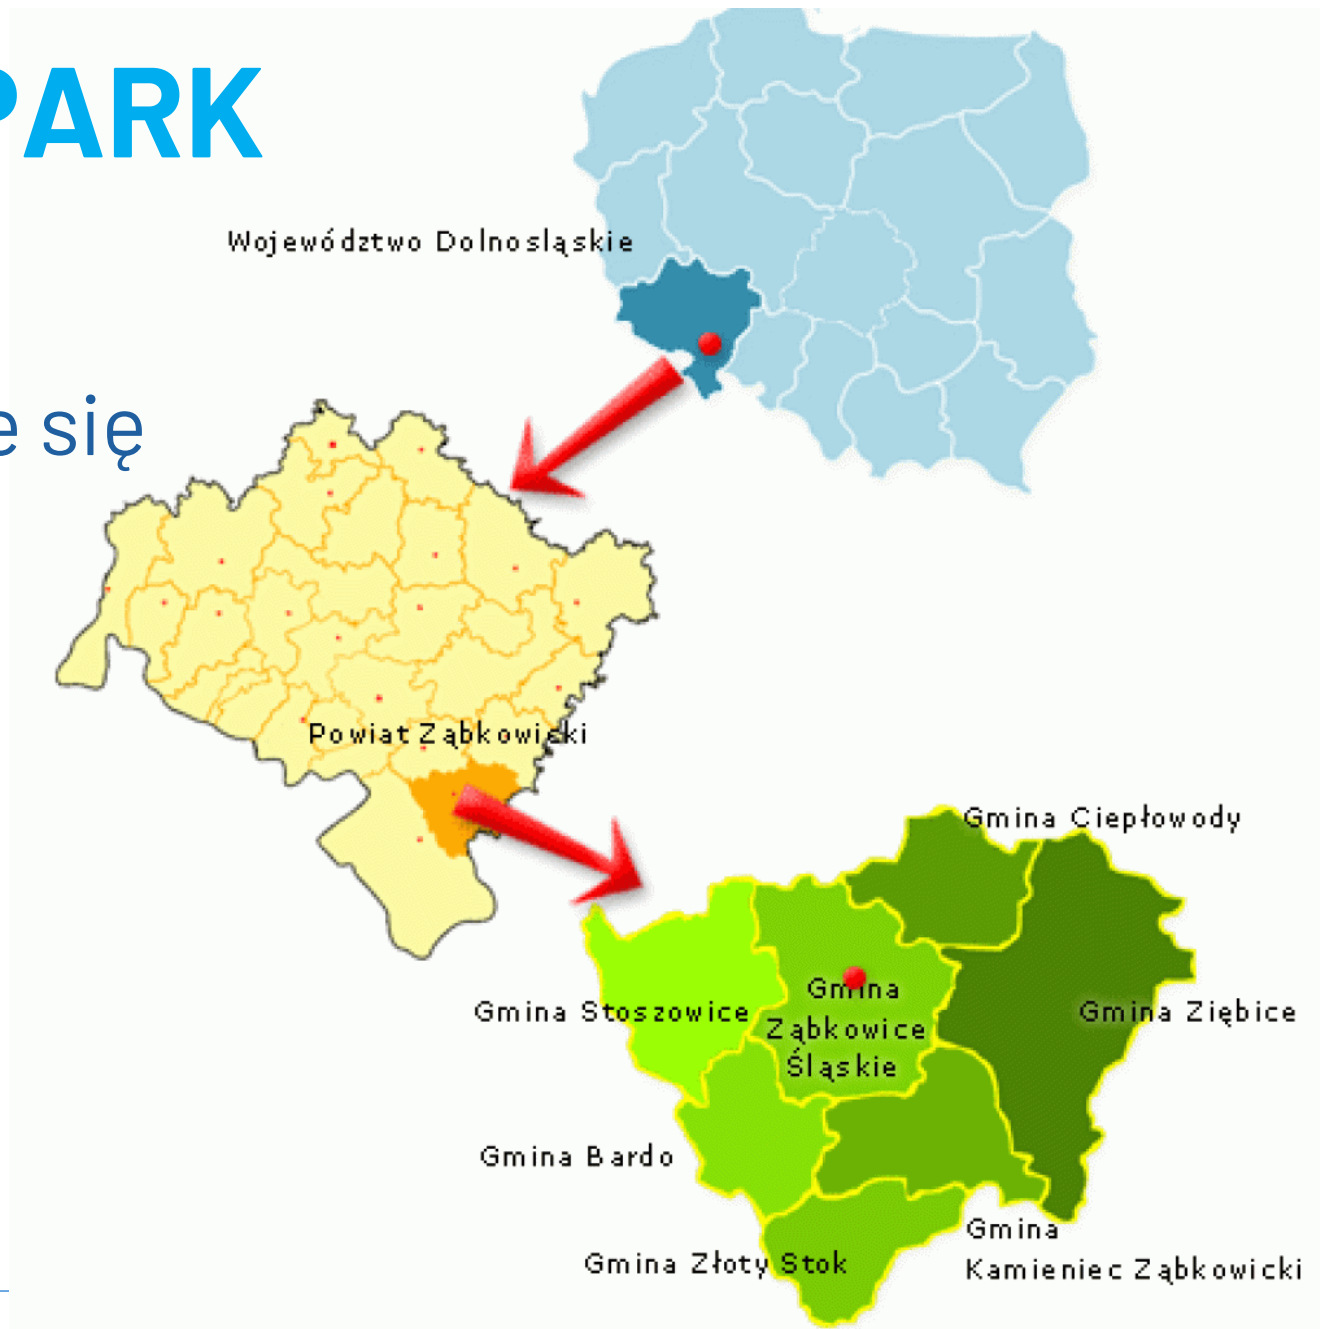 PARK
Województwo Dolnosląskie
e się
Powiat Ząbkowicki
Gmina Ciepłowody
Gmina Stoszowice
Gmina
Ząbkowice
Śląskie
Gmina Ziębice
Gmina Bardo
Gmina Złoty Stok
Gmina
Kamieniec Ząbkowicki